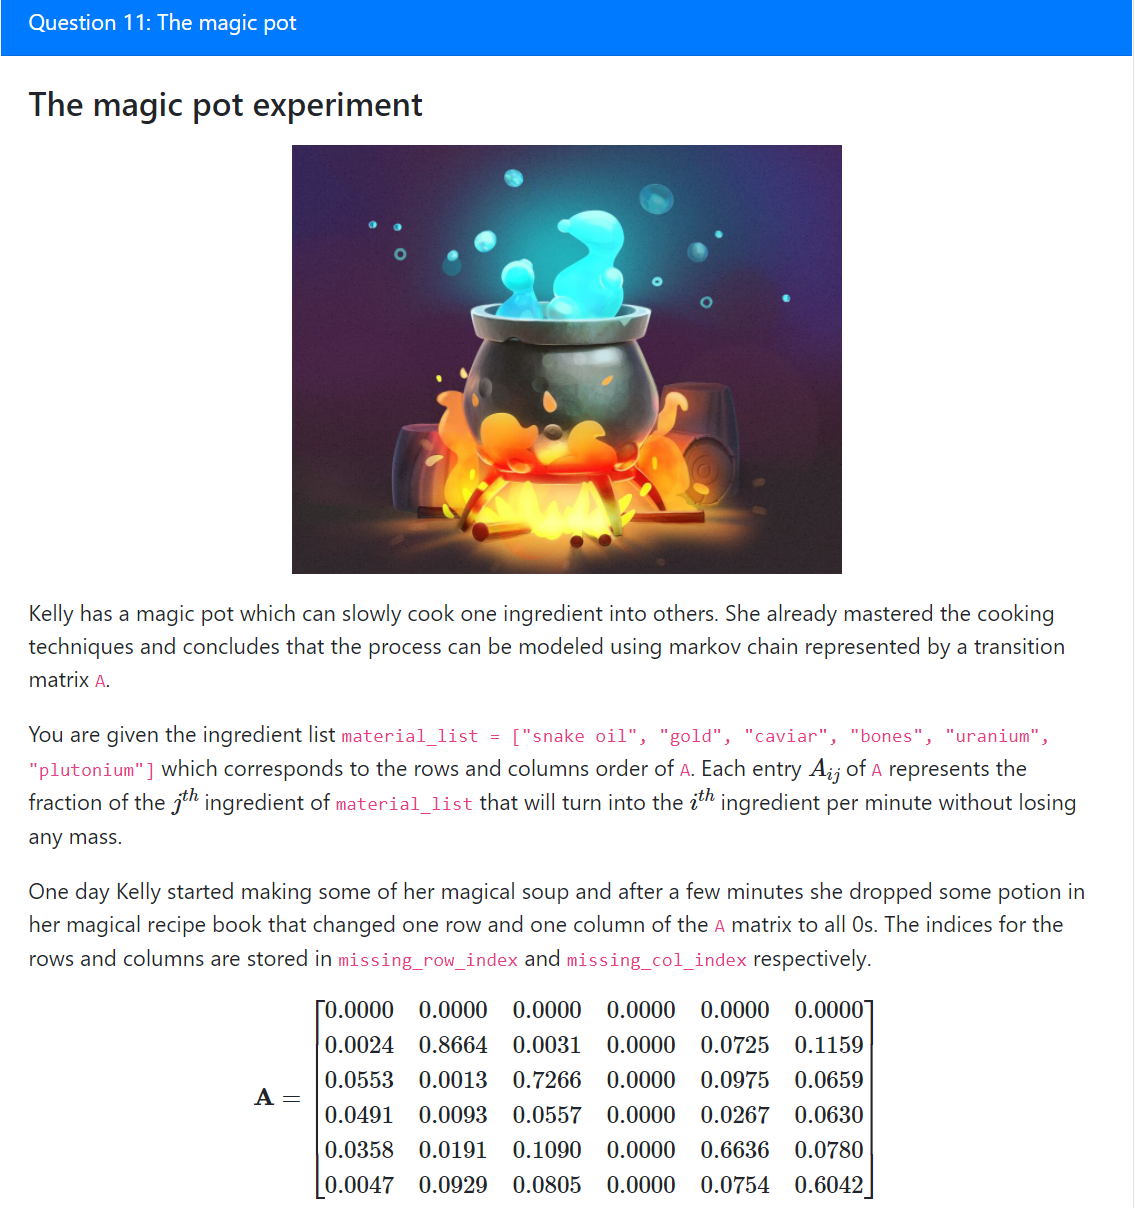 Question 11: The magic pot
The magic pot experiment
Kelly has a magic pot which can slowly cook one ingredient into others. She already mastered the cooking
techniques and concludes that the process can be modeled using markov chain represented by a transition
matrix A.
You are given the ingredient list material_list = ["snake oil", "gold", "caviar", "bones", "uranium",
"plutonium"] which corresponds to the rows and columns order of A. Each entry A_{ij} of A represents the
fraction of the j^{th} ingredient of material_list that will turn into the i^{th} ingredient per minute without losing
any mass.
One day Kelly started making some of her magical soup and after a few minutes she dropped some potion in
her magical recipe book that changed one row and one column of the A matrix to all 0s. The indices for the
rows and columns are stored in missing_row_index and missing_col_index respectively.
0.0000 0.0000 0.0000 0.0000 0.0000 0.0000
0.0024 0.8664 0.0031 0.0000 0.0725 0.1159
0.0553 0.0013 0.7266 0.0000 0.0975 0.0659
A = 0.0491 0.0093 0.0557 0.0000 0.0267 0.0630
0.0358 0.0191 0.1090 0.0000 0.6636 0.0780
0.0047 0.0929 0.0805 0.0000 0.0754 0.6042